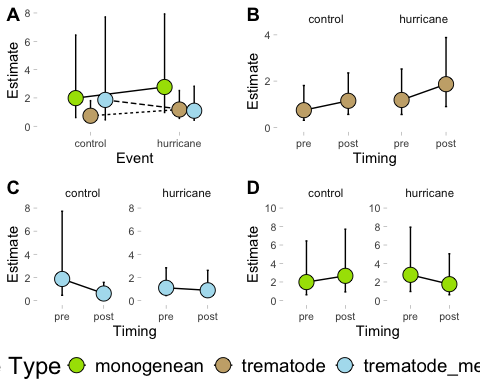 A
Estimate
8
6
4
2
0
control
hurricane
Event
B
control
hurricane
Estimate
4
2
0
pre
post
pre
post
Timing
C
control
hurricane
Estimate
8
6
4
2
0
8
6
4
2
0
pre
post
pre
post
Timing
D
control
hurricane
Estimate
10
8
6
4
2
0
10
8
6
4
2
0
pre
post
pre
post
Timing
Type monogenean trematode trematode_me